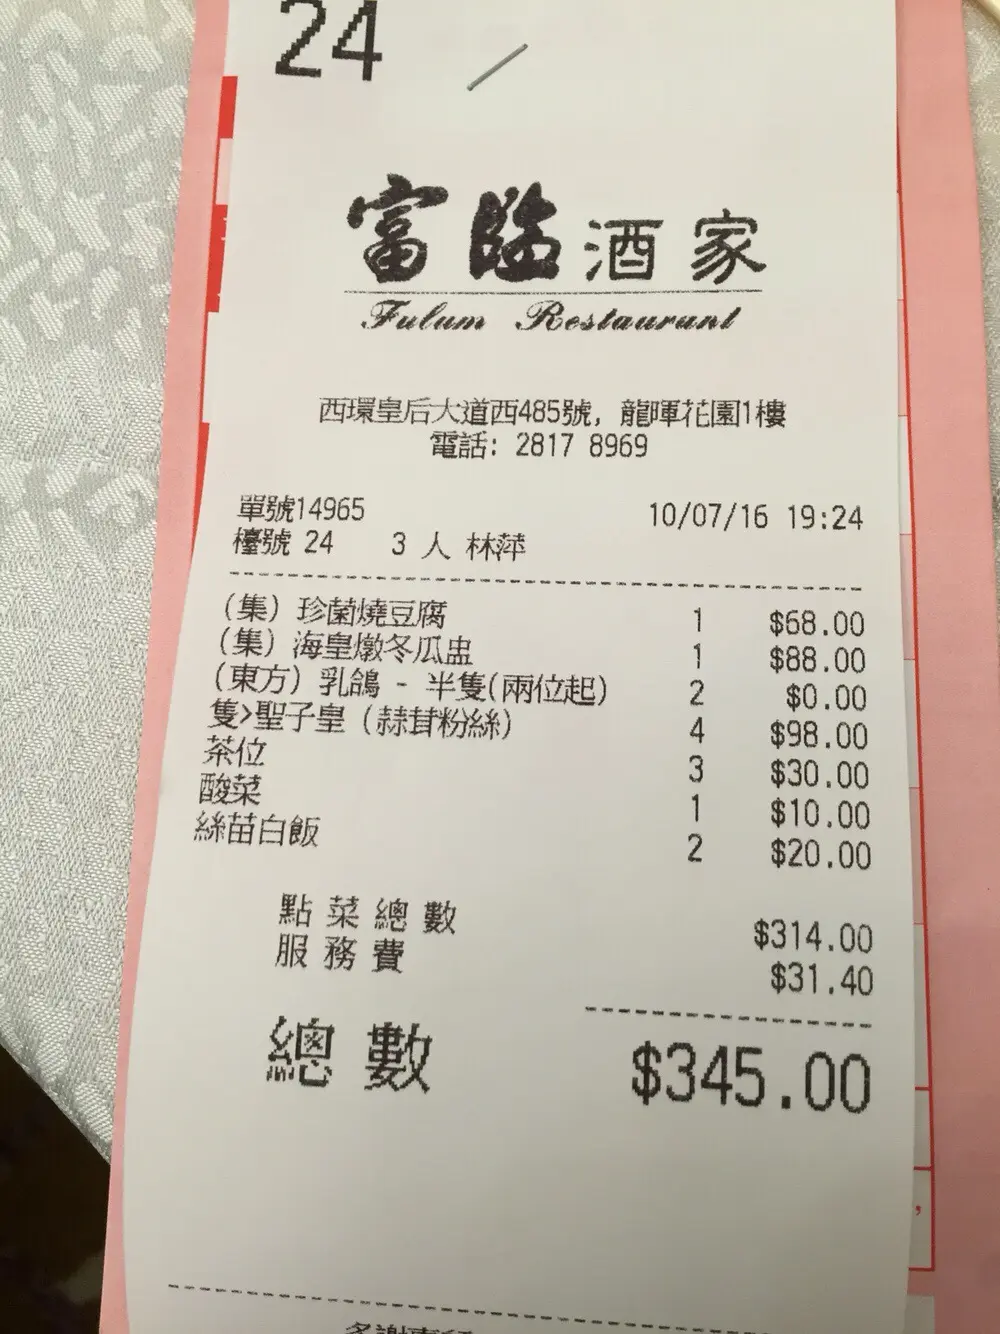 24
富臨酒家
Fulum Restaurant
西環皇后大道西485號, 龍暉花園1樓
電話: 2817 8969
單號14965 10/07/16 19:24
檯號 24 3 人 林萍
(集) 珍菌燒豆腐 1 $68.00
(集) 海皇燉冬瓜盅 1 $88.00
(東方) 乳鴿 - 半隻(兩位起) 2 $0.00
隻>聖子皇 (蒜茸粉絲) 4 $98.00
茶位 3 $30.00
酸菜 1 $10.00
絲苗白飯 2 $20.00
點菜總數 $314.00
服務費 $31.40
總數 $345.00